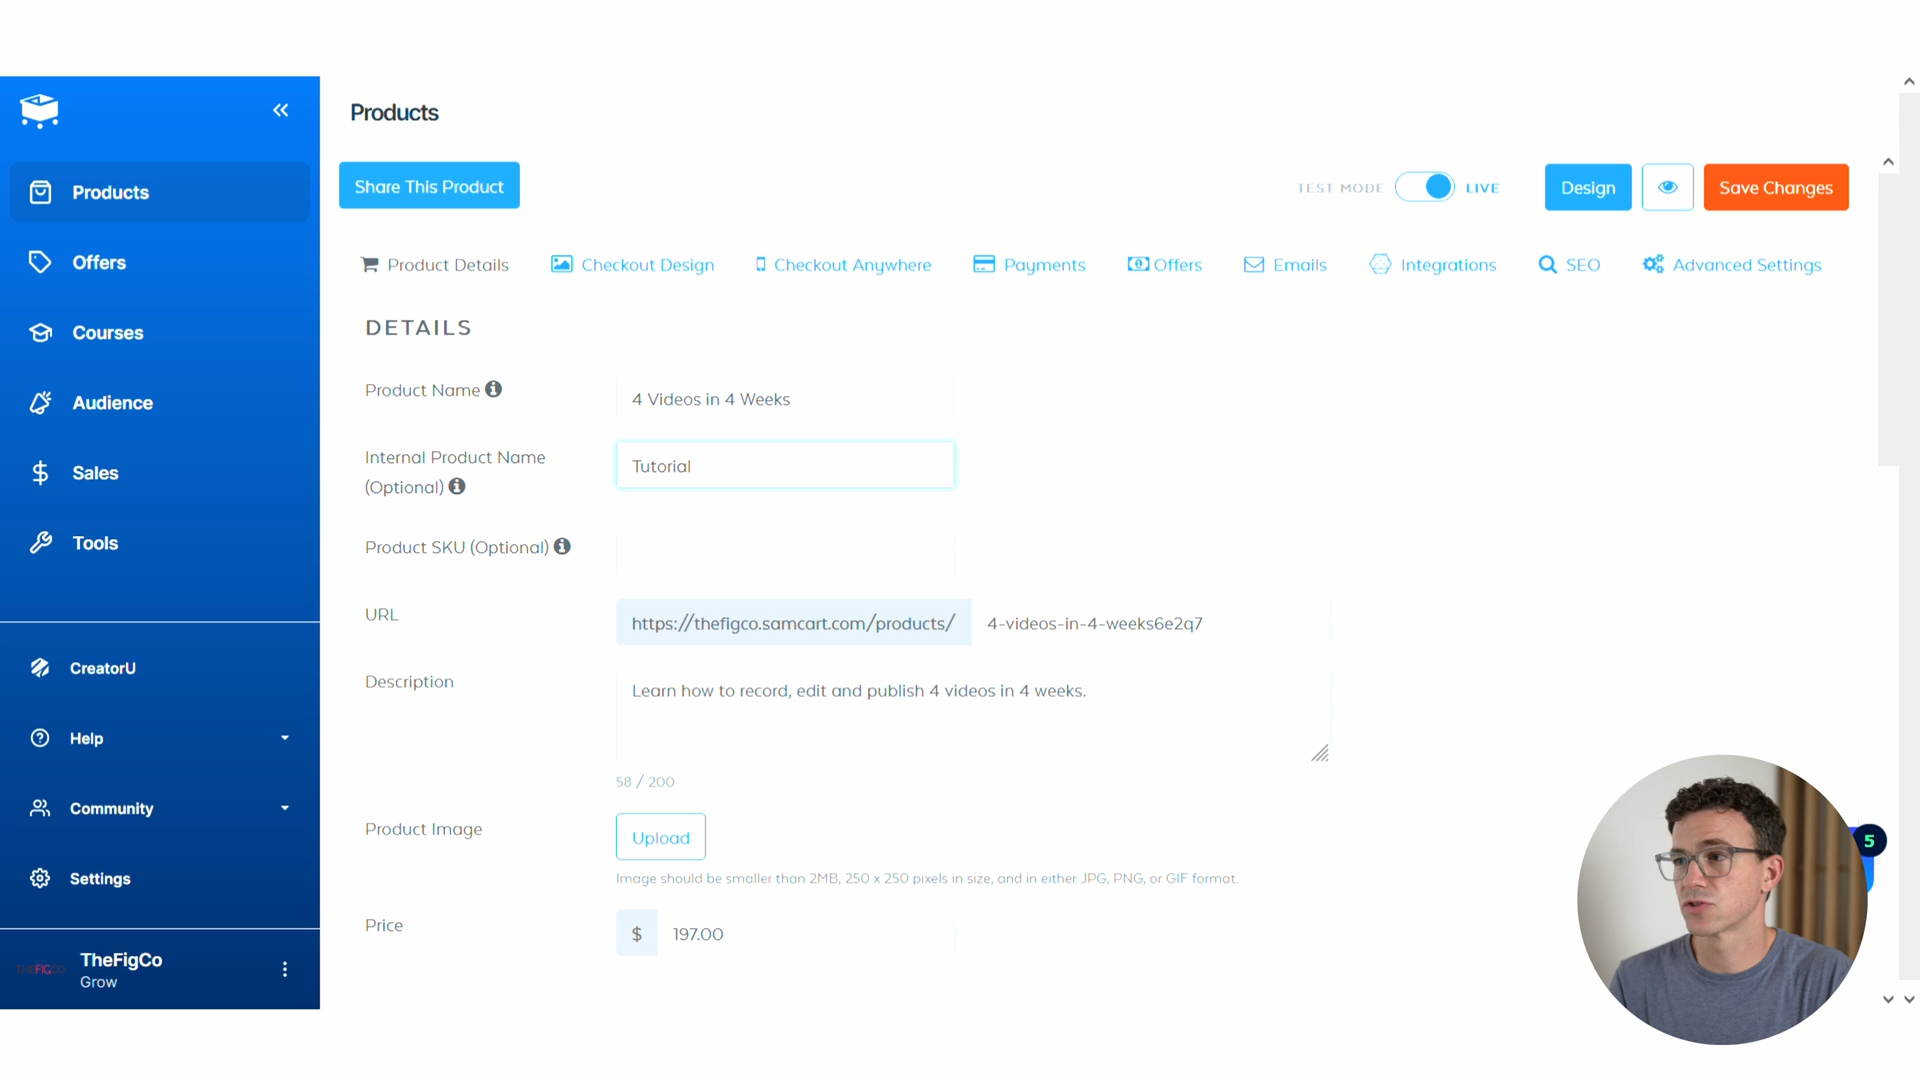 Products
Share This Product
TEST MODE
LIVE
Design
Save Changes
Products
Offers
Courses
Audience
Sales
Tools
CreatorU
Help
Community
Settings
THEFIGCO
TheFigCo
Grow
Product Details
Checkout Design
Checkout Anywhere
Payments
Offers
Emails
Integrations
SEO
Advanced Settings
DETAILS
Product Name
4 Videos in 4 Weeks
Internal Product Name
(Optional)
Tutorial
Product SKU (Optional)
URL
https://thefigco.samcart.com/products/
4-videos-in-4-weeks6e2q7
Description
Learn how to record, edit and publish 4 videos in 4 weeks.
58 / 200
Product Image
Upload
Image should be smaller than 2MB, 250 x 250 pixels in size, and in either JPG, PNG, or GIF format.
Price
$
197.00
5